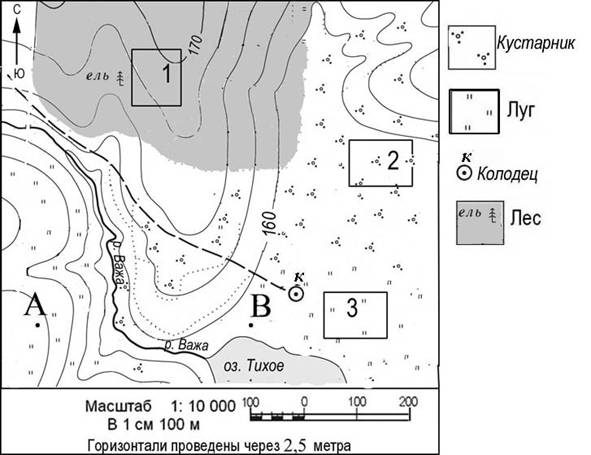 С
Ю
170
ель
1
Кустарник
Луг
2
к
Колодец
ель
Лес
160
р. Важа
к
А
В
3
р. Важа
оз. Тихое
Масштаб 1: 10 000
В 1 см 100 м
100 0 100 200
Горизонтали проведены через 2,5 метра